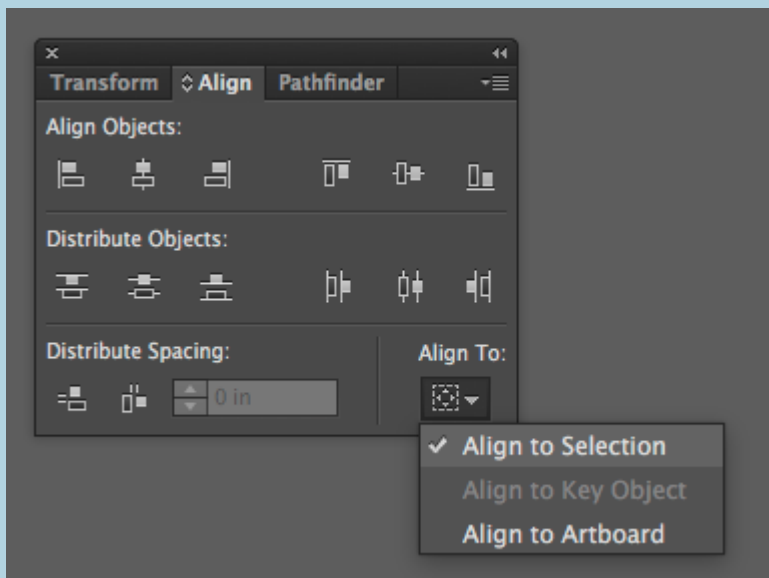 Transform Align Pathfinder
Align Objects:
Distribute Objects:
Distribute Spacing:
Align To:
0 in
Align to Selection
Align to Key Object
Align to Artboard